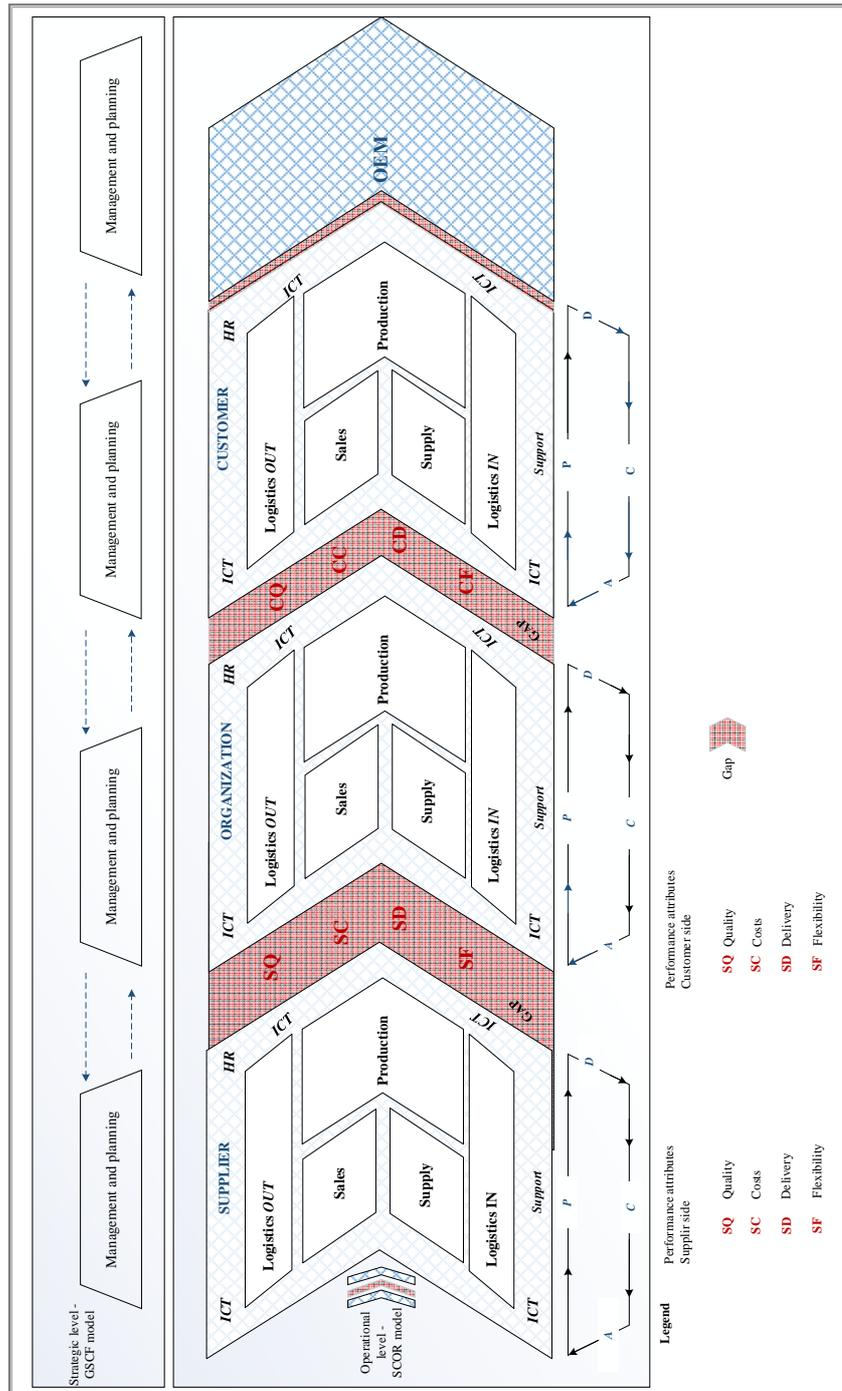 Strategic level -
GSCF model
Management and planning
Management and planning
Management and planning
Management and planning
Operational
level -
SCOR model
ICT
SUPPLIER
HR
Logistics OUT
ICT
Sales
Production
Supply
Logistics IN
ICT
ICT
Support
SQ
SC
SD
SF
GAP
ICT
ORGANIZATION
HR
Logistics OUT
ICT
Sales
Production
Supply
Logistics IN
ICT
ICT
Support
CQ
CC
CD
CF
GAP
ICT
CUSTOMER
HR
Logistics OUT
ICT
Sales
Production
Supply
Logistics IN
ICT
ICT
Support
OEM
A
P
D
C
A
P
D
C
A
P
D
C
Legend
Performance attributes
Supplir side
SQ Quality
SC Costs
SD Delivery
SF Flexibility
Performance attributes
Customer side
SQ Quality
SC Costs
SD Delivery
SF Flexibility
Gap